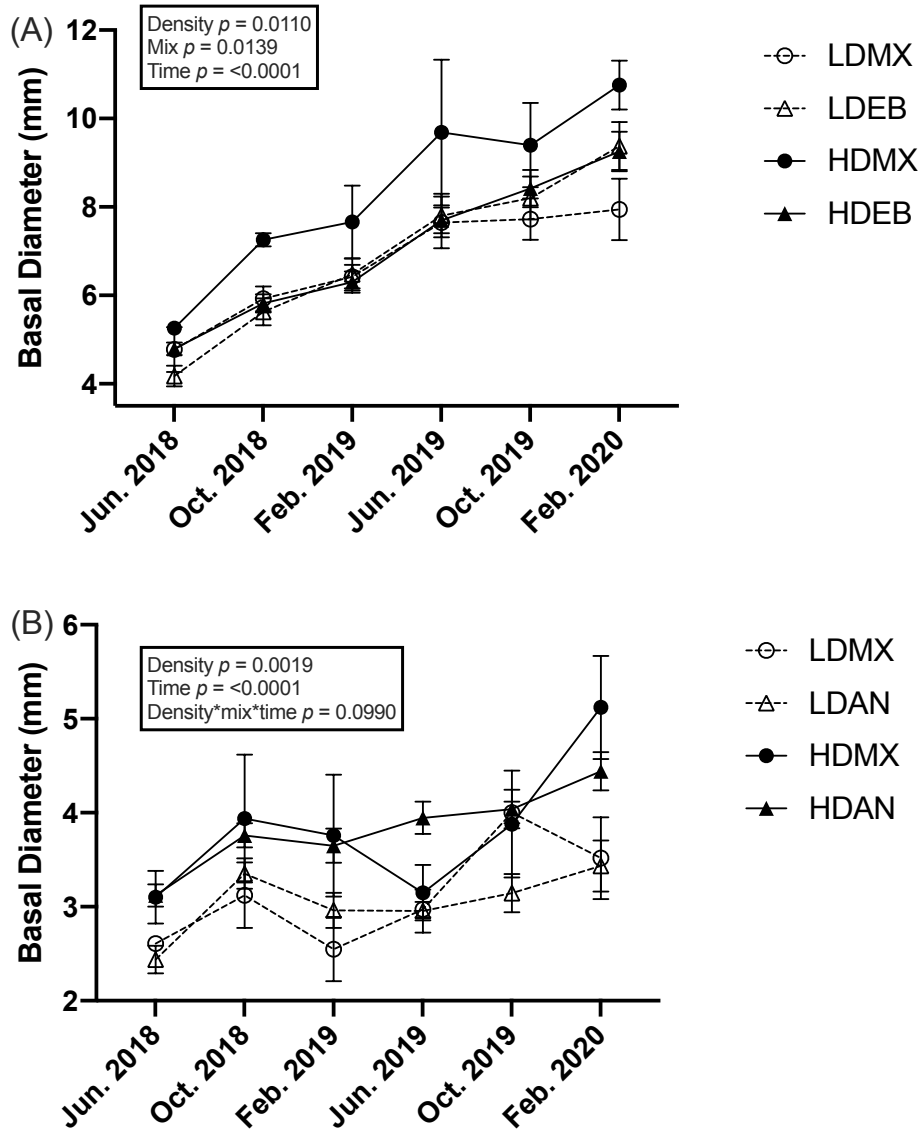 (A)
Basal Diameter (mm)
12
10
8
6
4
Density p = 0.0110
Mix p = 0.0139
Time p = <0.0001
LDMX
LDEB
HDMX
HDEB
Jun. 2018
Oct. 2018
Feb. 2019
Jun. 2019
Oct. 2019
Feb. 2020
(B)
Basal Diameter (mm)
6
5
4
3
2
Density p = 0.0019
Time p = <0.0001
Density*mix*time p = 0.0990
LDMX
LDAN
HDMX
HDAN
Jun. 2018
Oct. 2018
Feb. 2019
Jun. 2019
Oct. 2019
Feb. 2020